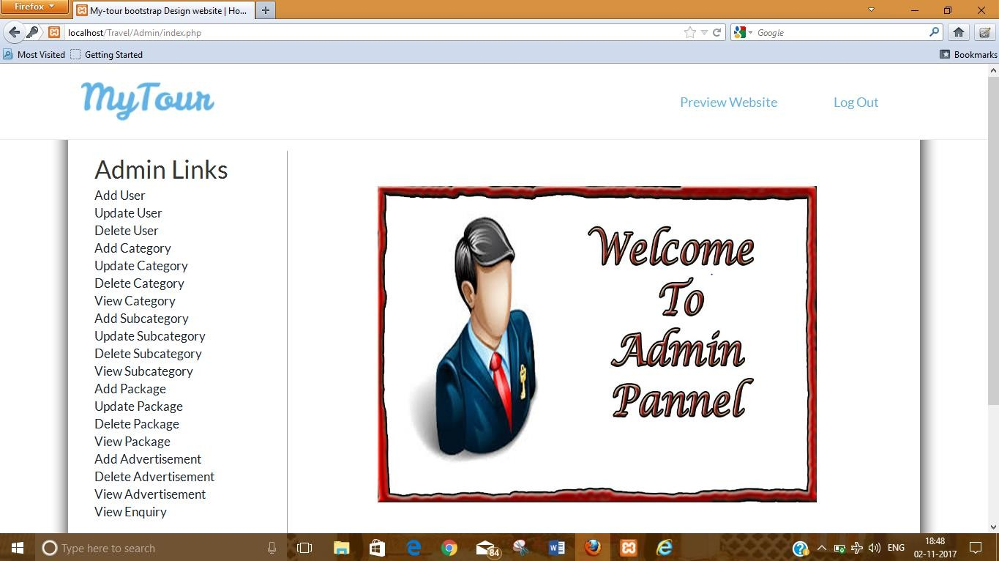 Firefox
My-tour bootstrap Design website | Ho...
localhost/Travel/Admin/index.php
Google
Most Visited
Getting Started
Bookmarks
MyTour
Preview Website
Log Out
Admin Links
Add User
Update User
Delete User
Add Category
Update Category
Delete Category
View Category
Add Subcategory
Update Subcategory
Delete Subcategory
View Subcategory
Add Package
Update Package
Delete Package
View Package
Add Advertisement
Delete Advertisement
View Advertisement
View Enquiry
Welcome
To
Admin
Pannel
Type here to search
84
ENG
18:48
02-11-2017